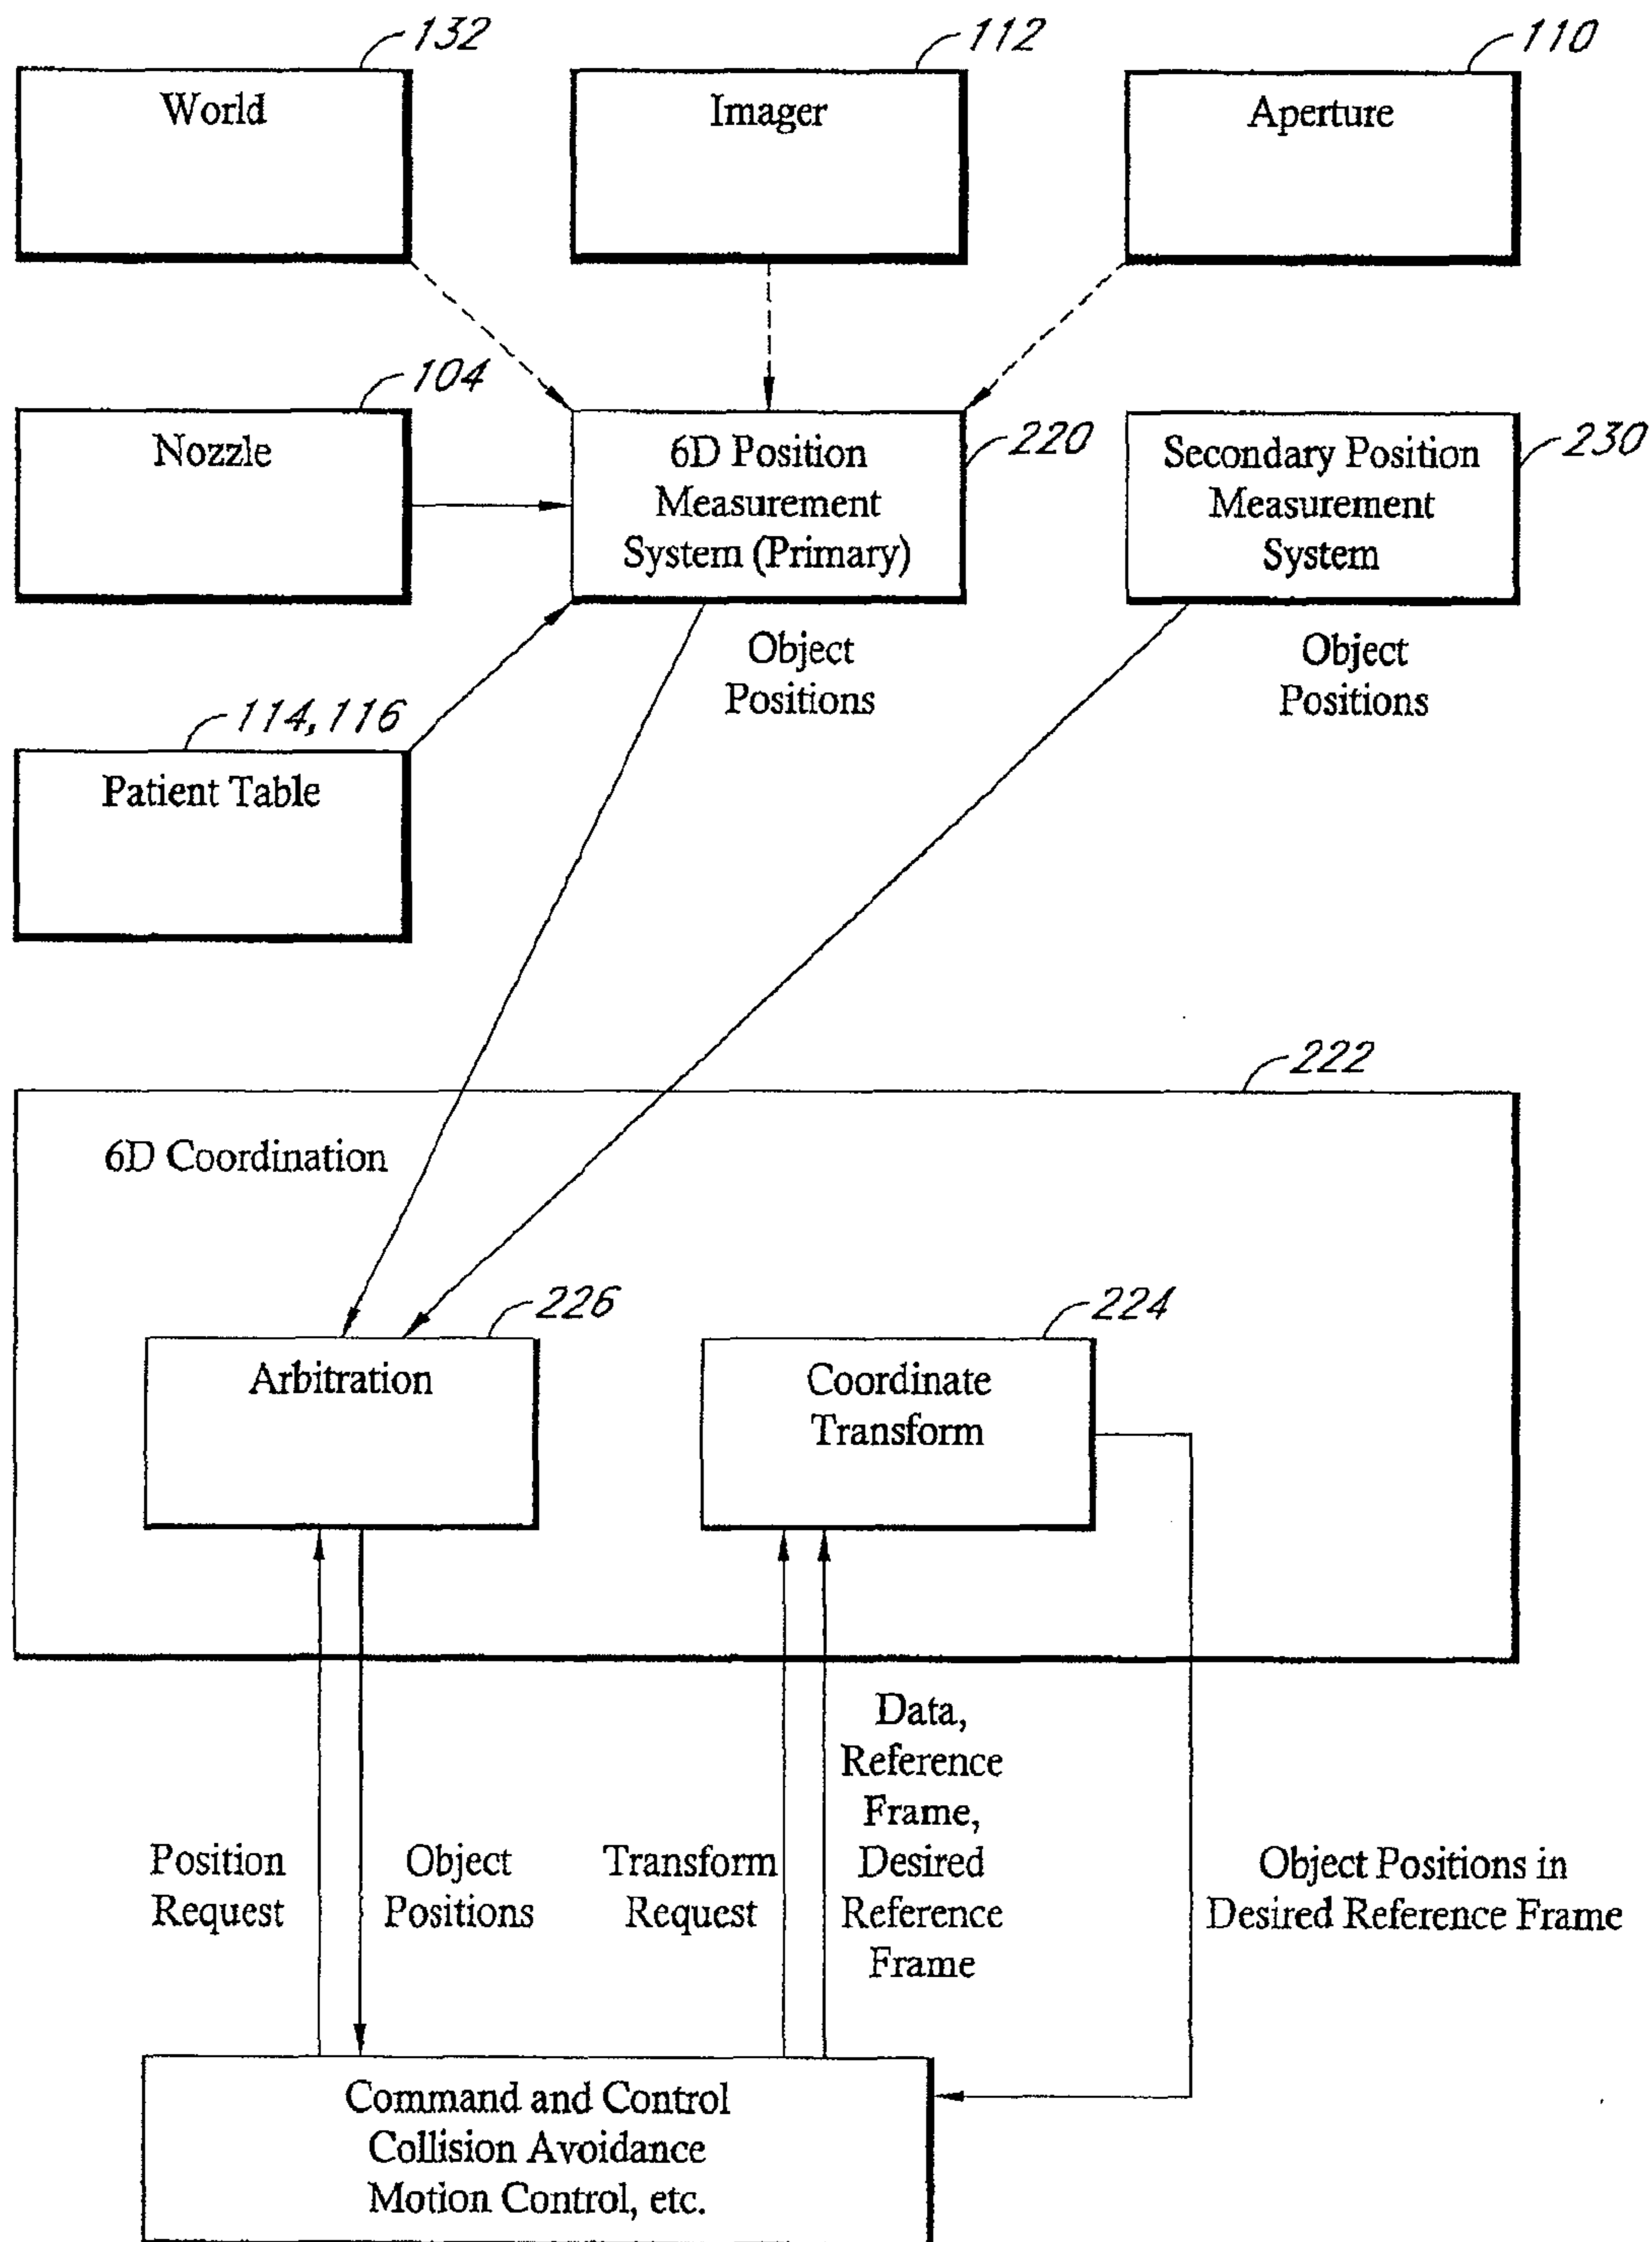 132
112
110
World
Imager
Aperture
104
Nozzle
6D Position
Measurement
System (Primary)
220
Secondary Position
Measurement
System
230
Object
Positions
Object
Positions
114, 116
Patient Table
222
6D Coordination
226
Arbitration
224
Coordinate
Transform
Position
Request
Object
Positions
Transform
Request
Data,
Reference
Frame,
Desired
Reference
Frame
Object Positions in
Desired Reference Frame
Command and Control
Collision Avoidance
Motion Control, etc.